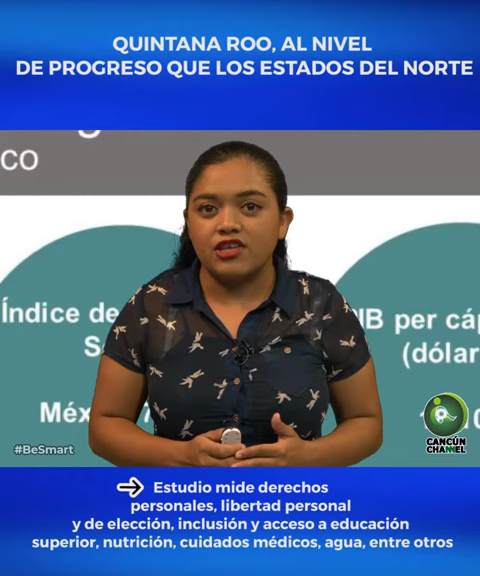 QUINTANA ROO, AL NIVEL
DE PROGRESO QUE LOS ESTADOS DEL NORTE
co
Índice de
S
IB per cáp
(dólar
Méx
#BeSmart
CANCÚN
CHANNEL
Estudio mide derechos
personales, libertad personal
y de elección, inclusión y acceso a educación
superior, nutrición, cuidados médicos, agua, entre otros